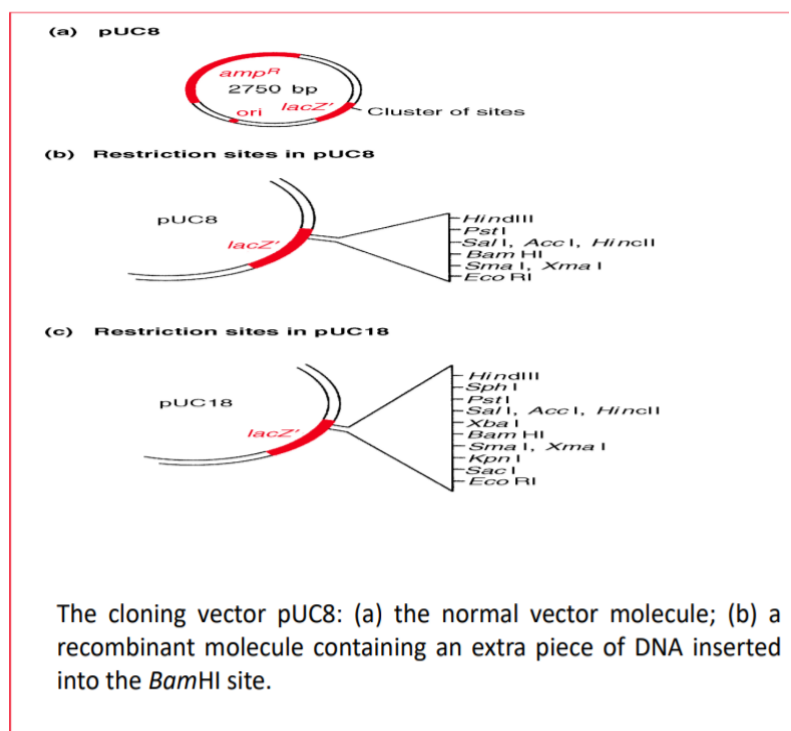 (a) pUC8
ampR
2750 bp
ori lacZ'
Cluster of sites
(b) Restriction sites in pUC8
pUC8
lacZ'
HindIII
PstI
SalI, AccI, HincII
BamHI
SmaI, XmaI
EcoRI
(c) Restriction sites in pUC18
pUC18
lacZ'
HindIII
SphI
PstI
SalI, AccI, HincII
XbaI
BamHI
SmaI, XmaI
KpnI
SacI
EcoRI
The cloning vector pUC8: (a) the normal vector molecule; (b) a
recombinant molecule containing an extra piece of DNA inserted
into the BamHI site.